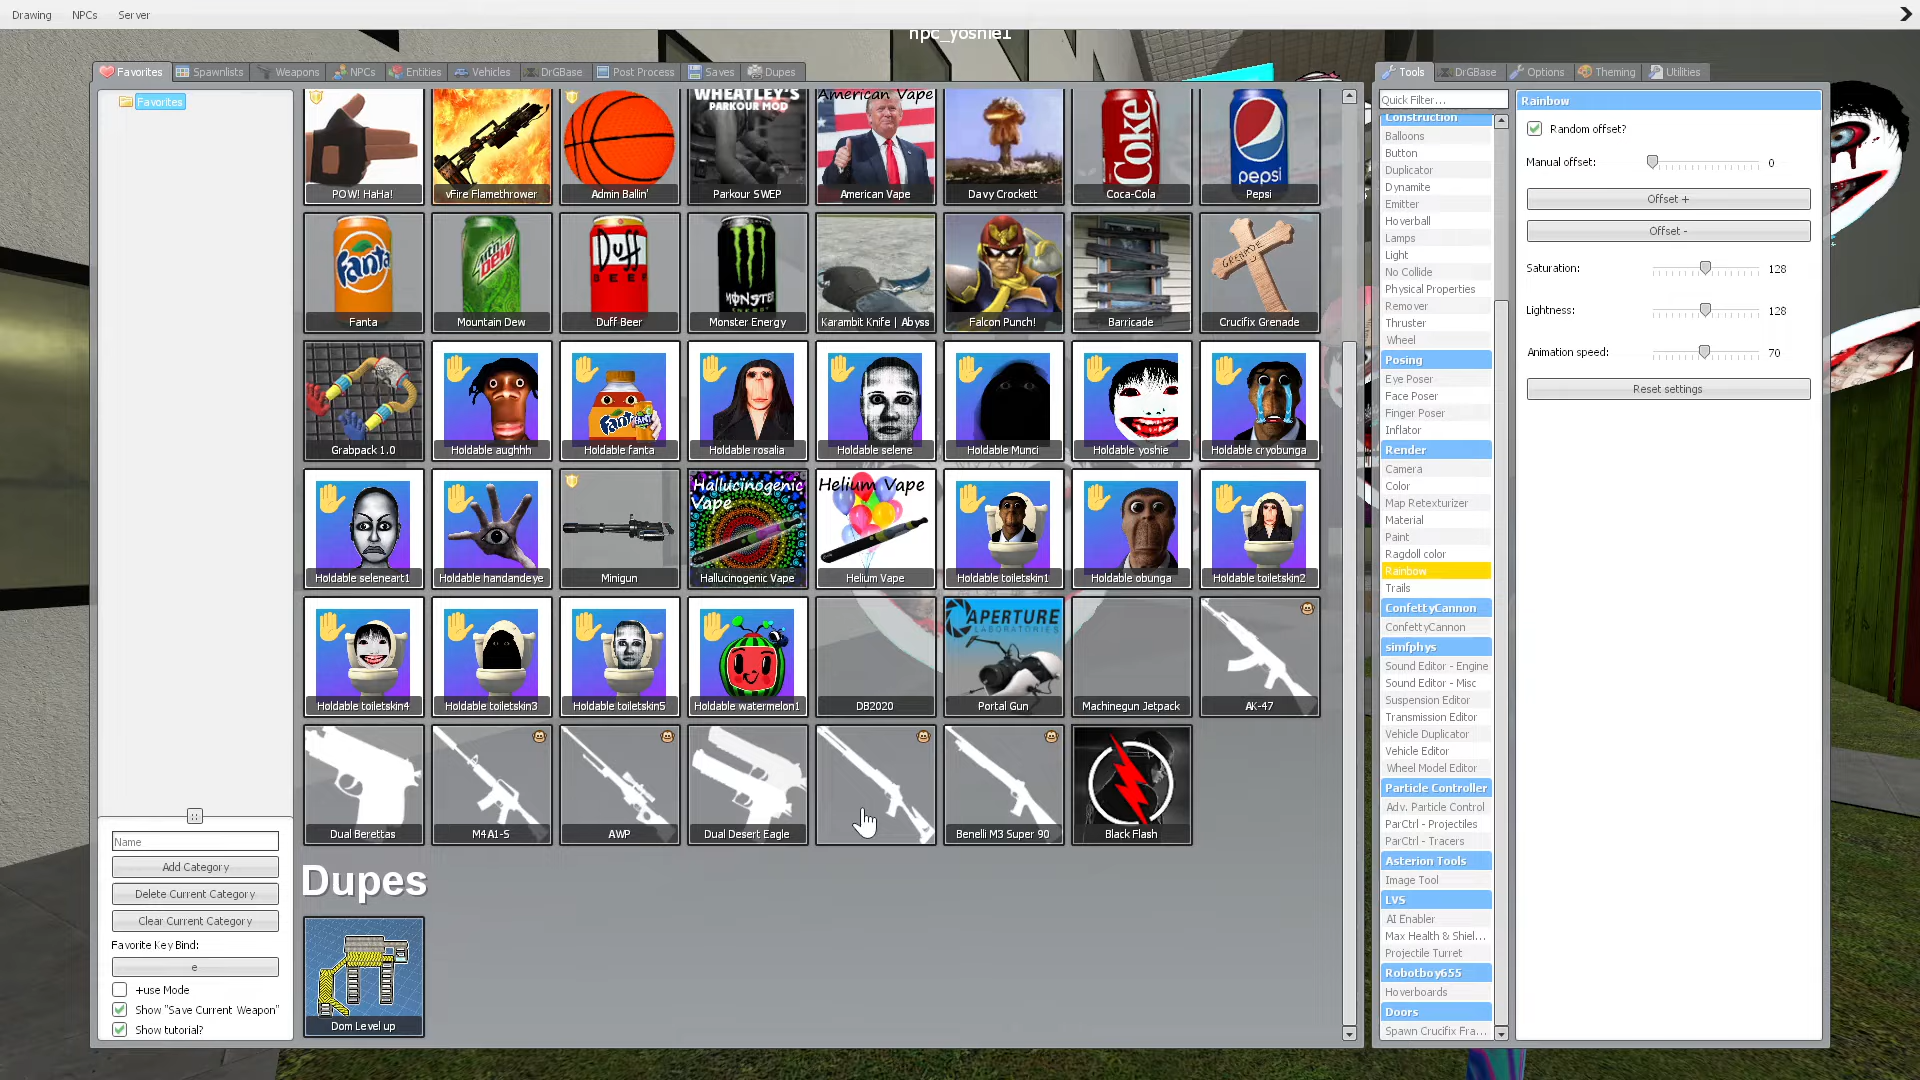 Drawing NPCs Server
npc_yoshie1
Favorites Spawnlists Weapons NPCs Entities Vehicles DrGBase Post Process Saves Dupes
Tools DrGBase Options Theming Utilities
Favorites
WHEATLEY'S
PARKOUR MOD
American Vape
Coke
pepsi
POW! HaHa! vFire Flamethrower Admin Ballin' Parkour SWEP American Vape Davy Crockett Coca-Cola Pepsi
Fanta
Mtn
DEW
Duff
BEER
MONSTER
ENERGY
GRENADE
Fanta Mountain Dew Duff Beer Monster Energy Karambit Knife | Abyss Falcon Punch! Barricade Crucifix Grenade
Fanta
Grabpack 1.0 Holdable aughhh Holdable fanta Holdable rosalia Holdable selene Holdable Munci Holdable yoshie Holdable cryobunga
Hallucinogenic
Vape
Helium Vape
Holdable seleneart1 Holdable handandeye Minigun Hallucinogenic Vape Helium Vape Holdable toiletskin1 Holdable obunga Holdable toiletskin2
APERTURE
LABORATORIES
Holdable toiletskin4 Holdable toiletskin3 Holdable toiletskin5 Holdable watermelon1 DB2020 Portal Gun Machinegun Jetpack AK-47
Dual Berettas M4A1-S AWP Dual Desert Eagle Benelli M3 Super 90 Black Flash
Dupes
Dom Level up
Name
Add Category
Delete Current Category
Clear Current Category
Favorite Key Bind:
e
+use Mode
Show "Save Current Weapon"
Show tutorial?
Quick Filter...
Construction
Balloons
Button
Duplicator
Dynamite
Emitter
Hoverball
Lamps
Light
No Collide
Physical Properties
Remover
Thruster
Wheel
Posing
Eye Poser
Face Poser
Finger Poser
Inflator
Render
Camera
Color
Map Retexturizer
Material
Paint
Ragdoll color
Rainbow
Trails
ConfettyCannon
ConfettyCannon
simfphys
Sound Editor - Engine
Sound Editor - Misc
Suspension Editor
Transmission Editor
Vehicle Duplicator
Vehicle Editor
Wheel Model Editor
Particle Controller
Adv. Particle Control
ParCtrl - Projectiles
ParCtrl - Tracers
Asterion Tools
Image Tool
LVS
AI Enabler
Max Health & Shiel...
Projectile Turret
Robotboy655
Hoverboards
Doors
Spawn Crucifix Fra...
Rainbow
Random offset?
Manual offset: 0
Offset +
Offset -
Saturation: 128
Lightness: 128
Animation speed: 70
Reset settings